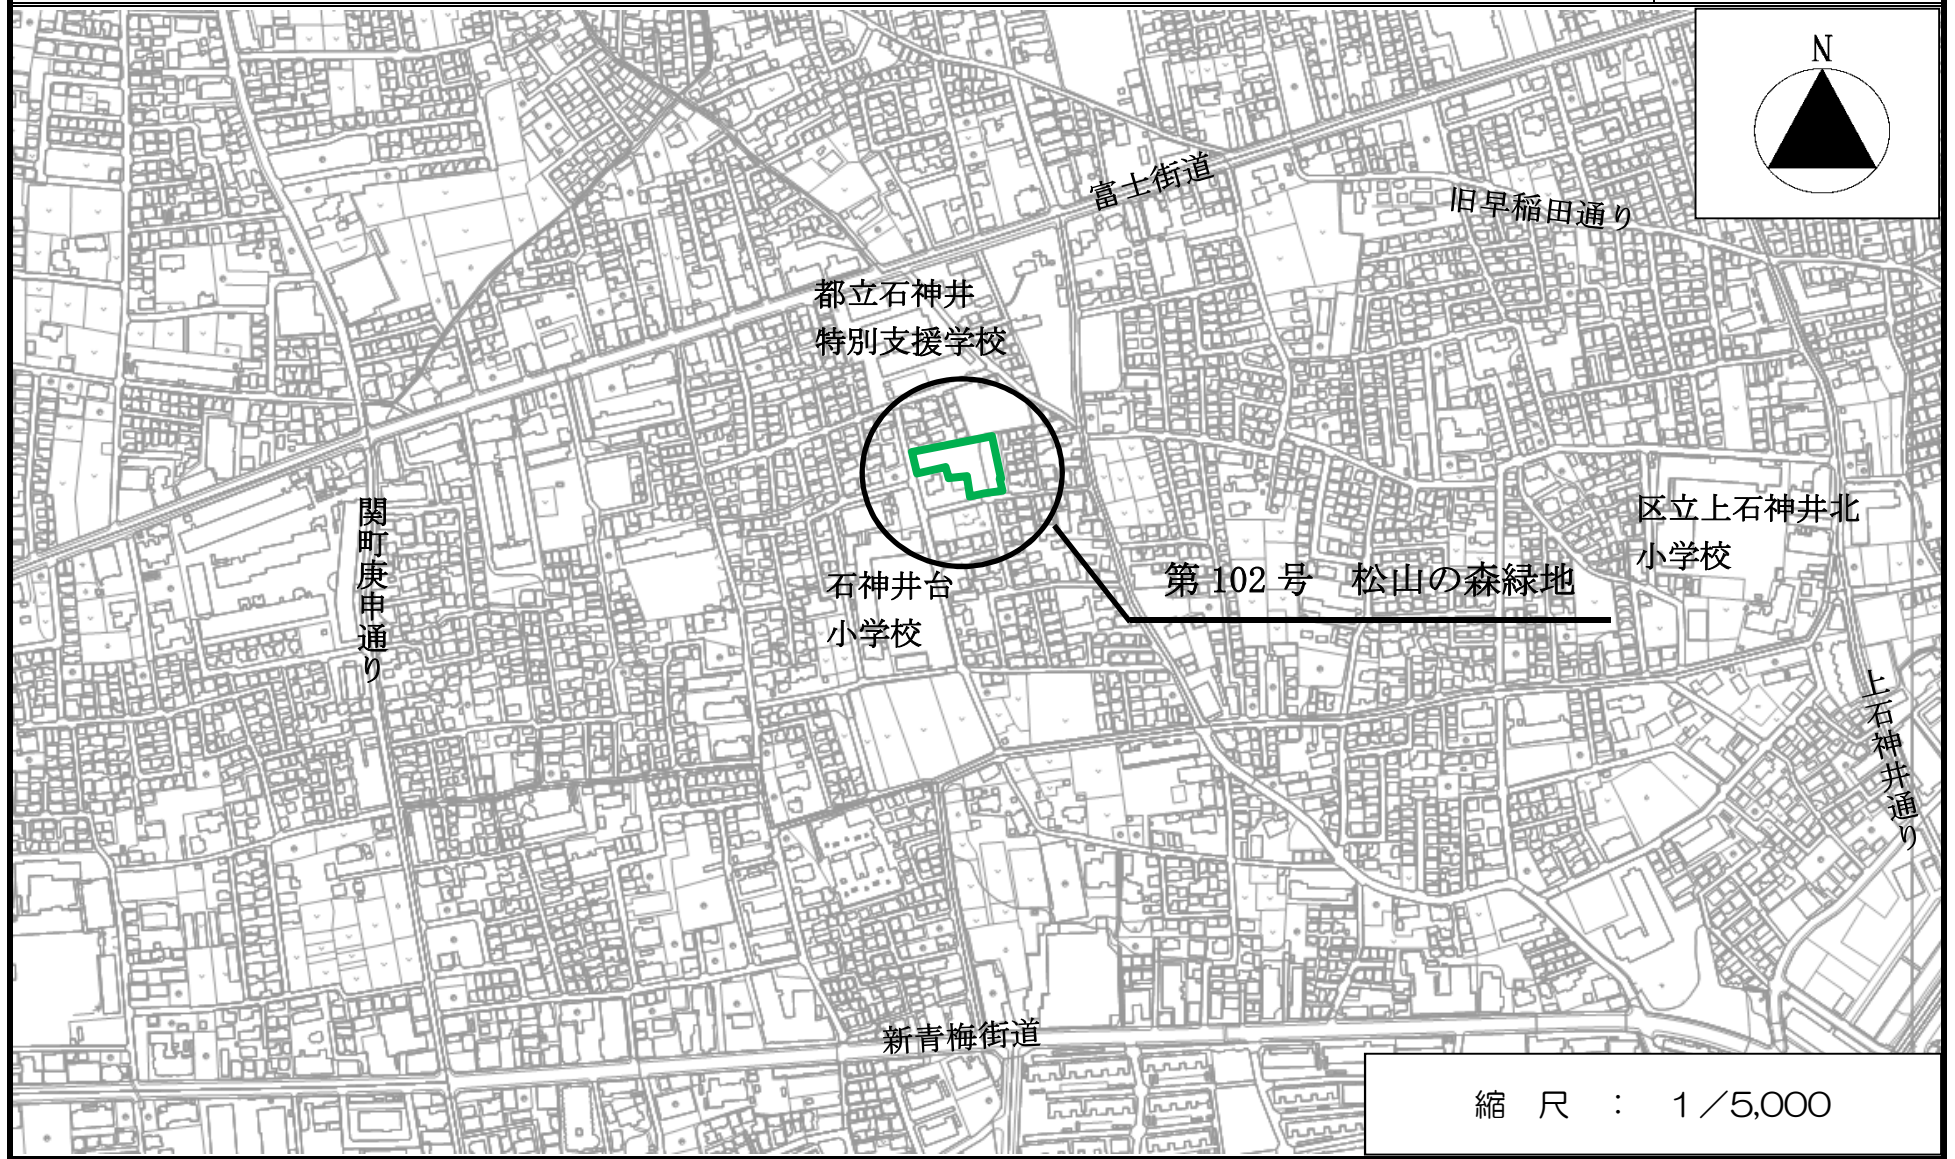 N
富士街道
旧早稲田通り
都立石神井
特別支援学校
関町庚申通り
区立上石神井北
小学校
第 102 号　松山の森緑地
石神井台
小学校
上石神井通り
新青梅街道
縮　尺　：　１／5,000